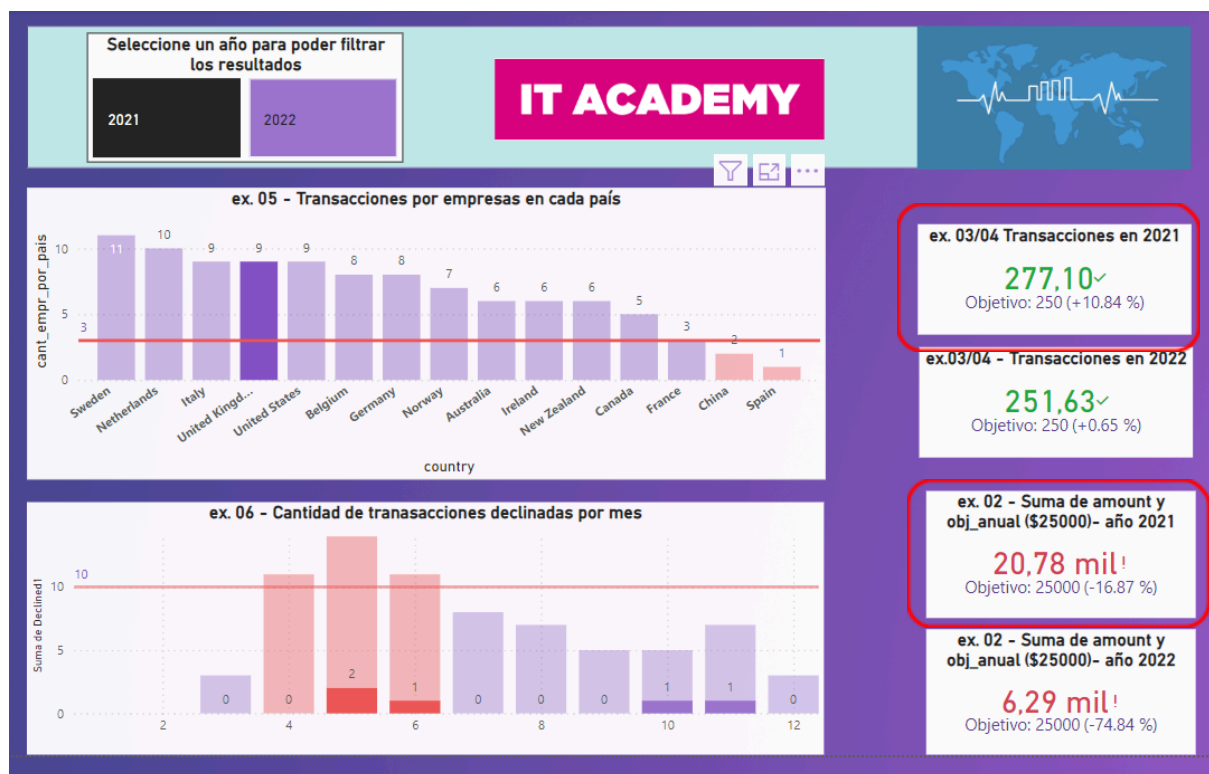 Seleccione un año para poder filtrar
los resultados
2021
2022
IT ACADEMY
ex. 05 - Transacciones por empresas en cada país
cant_empr_por_pais
10
5
0
3
11
10
9
9
9
8
8
7
6
6
6
5
3
2
1
Sweden
Netherlands
Italy
United Kingd...
United States
Belgium
Germany
Norway
Australia
Ireland
New Zealand
Canada
France
China
Spain
country
ex. 03/04 Transacciones en 2021
277,10
Objetivo: 250 (+10.84 %)
ex.03/04 - Transacciones en 2022
251,63
Objetivo: 250 (+0.65 %)
ex. 06 - Cantidad de tranasacciones declinadas por mes
Suma de Declined1
10
5
0
10
0
0
2
1
0
0
0
1
1
0
2
4
6
8
10
12
ex. 02 - Suma de amount y
obj_anual ($25000)- año 2021
20,78 mil!
Objetivo: 25000 (-16.87 %)
ex. 02 - Suma de amount y
obj_anual ($25000)- año 2022
6,29 mil!
Objetivo: 25000 (-74.84 %)